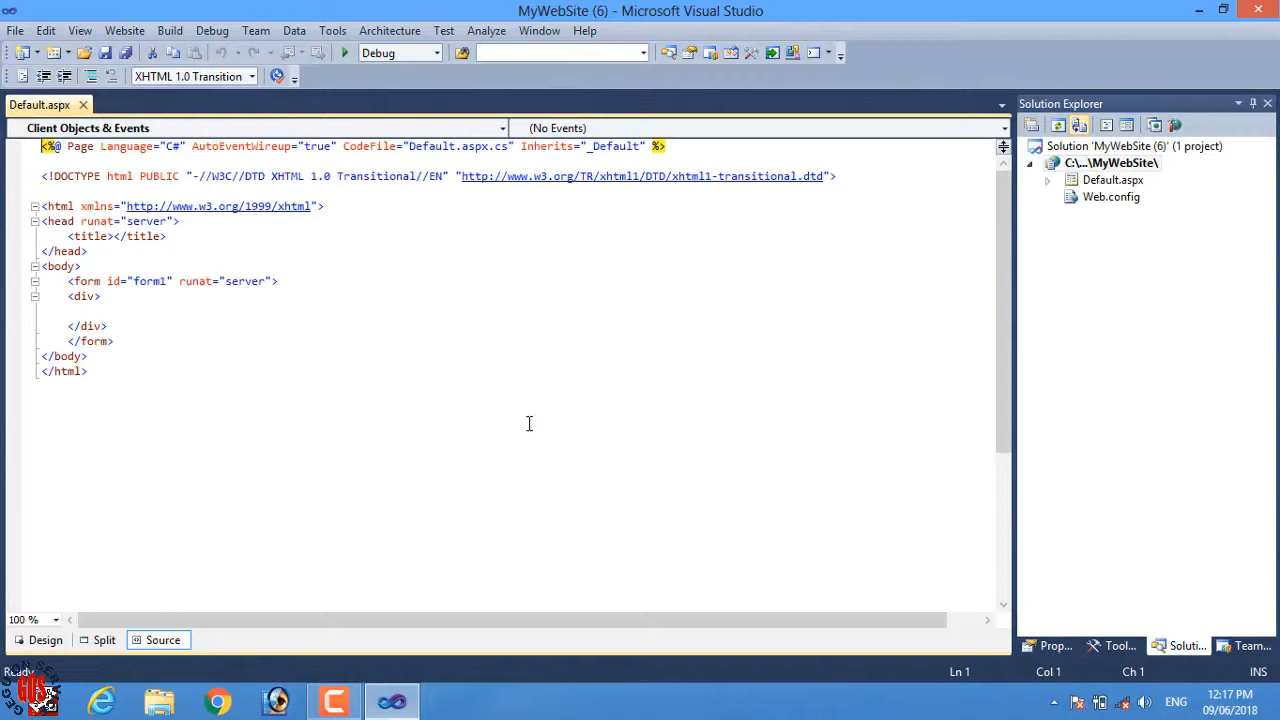 MyWebSite (6) - Microsoft Visual Studio
File Edit View Website Build Debug Team Data Tools Architecture Test Analyze Window Help
Debug
XHTML 1.0 Transition
Default.aspx
Client Objects & Events
(No Events)
<%@ Page Language="C#" AutoEventWireup="true" CodeFile="Default.aspx.cs" Inherits="_Default" %>
<!DOCTYPE html PUBLIC "-//W3C//DTD XHTML 1.0 Transitional//EN" "http://www.w3.org/TR/xhtml1/DTD/xhtml1-transitional.dtd">
<html xmlns="http://www.w3.org/1999/xhtml">
<head runat="server">
<title></title>
</head>
<body>
<form id="form1" runat="server">
<div>
</div>
</form>
</body>
</html>
100 %
Design Split Source
Solution Explorer
Solution 'MyWebSite (6)' (1 project)
C:\...\MyWebSite\
Default.aspx
Web.config
Prop... Tool... Soluti... Team...
Ready Ln 1 Col 1 Ch 1 INS
GOS
ENG
12:17 PM
09/06/2018